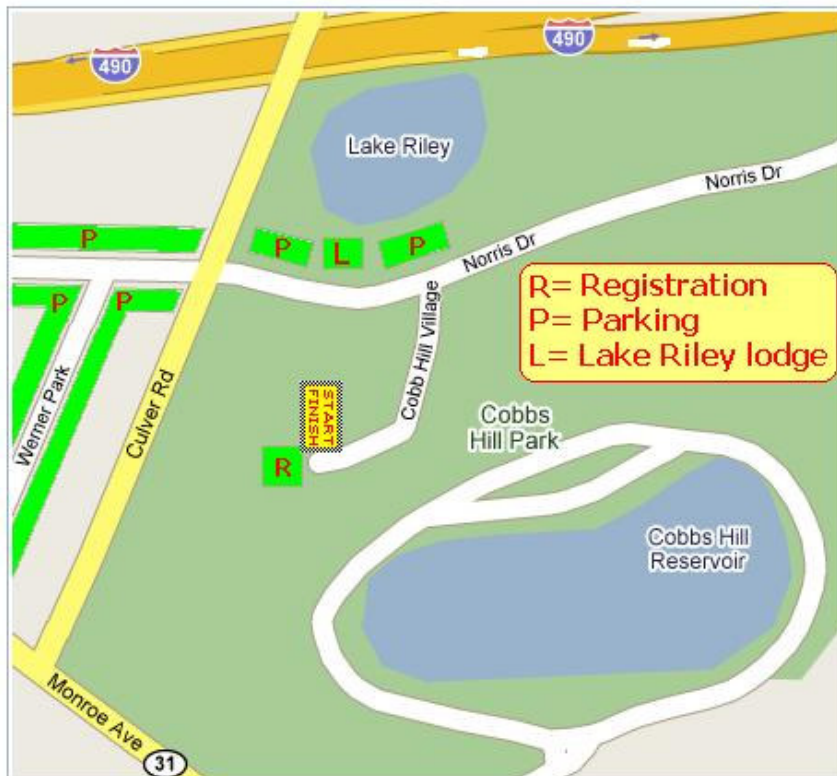 490
490
Lake Riley
Norris Dr
P
P
L
P
Norris Dr
R= Registration
P= Parking
L= Lake Riley lodge
P
P
Cobb Hill Village
START
FINISH
Culver Rd
Werner Park
Cobbs
Hill Park
R
Cobbs Hill
Reservoir
Monroe Ave
31